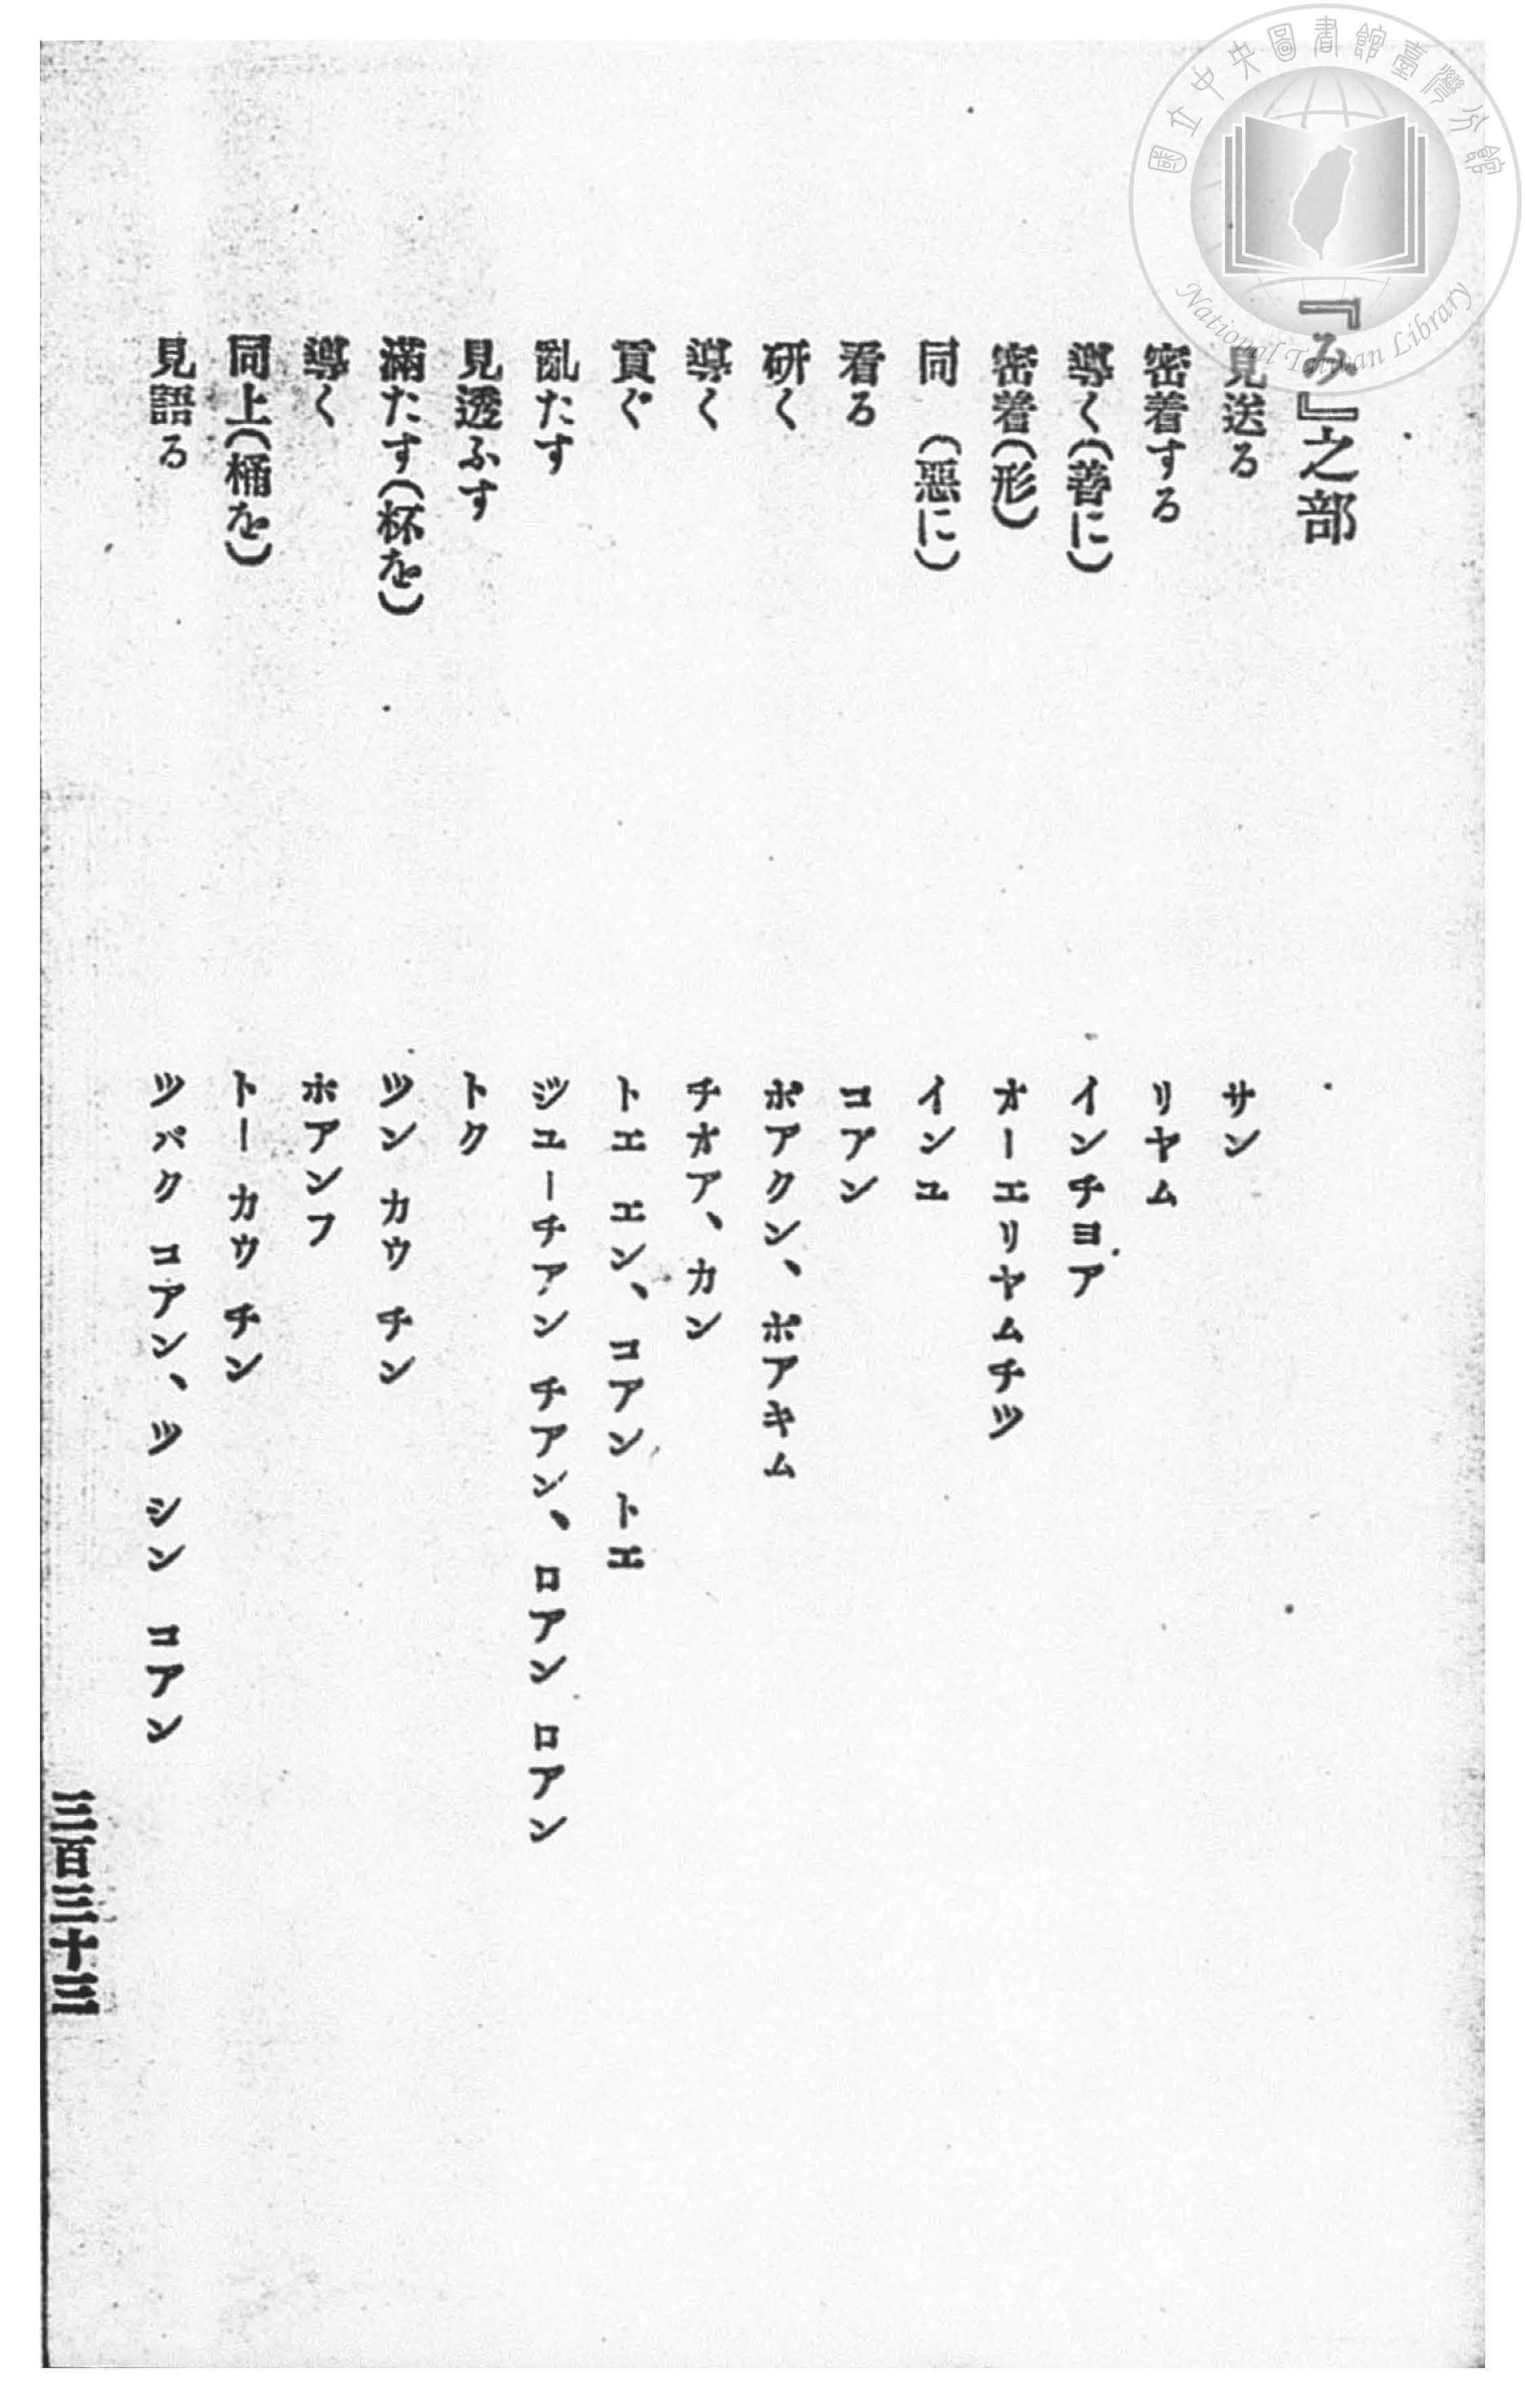 國立中央圖書館臺灣分館
National Taiwan Library
『み』之部
見送る　サン
密着する　リヤム
導く(善に)　インチヨア
密着(形)　オーエリヤムチツ
同　(惡に)　インユ
看る　コアン
研く　ボアクン、ボアキム
導く　チオア、カン
貢ぐ　トエ エン、コアン トエ
亂たす　ジユーチアン チアン、ロアン ロアン
見透ふす　トク
滿たす(杯を)　ツン カウ チン
導く　ホアンフ
同上(桶を)　トー カウ チン
見語る　ツバク コアン、ツ シン コアン
三百三十三